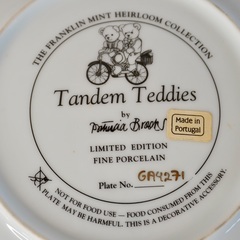 THE FRANKLIN MINT HEIRLOOM COLLECTION
Tandem Teddies
by
Patricia Brooks
Made in
Portugal
LIMITED EDITION
FINE PORCELAIN
Plate No. GA4271
NOT FOR FOOD USE — FOOD CONSUMED FROM THIS
PLATE MAY BE HARMFUL. THIS IS A DECORATIVE ACCESSORY.